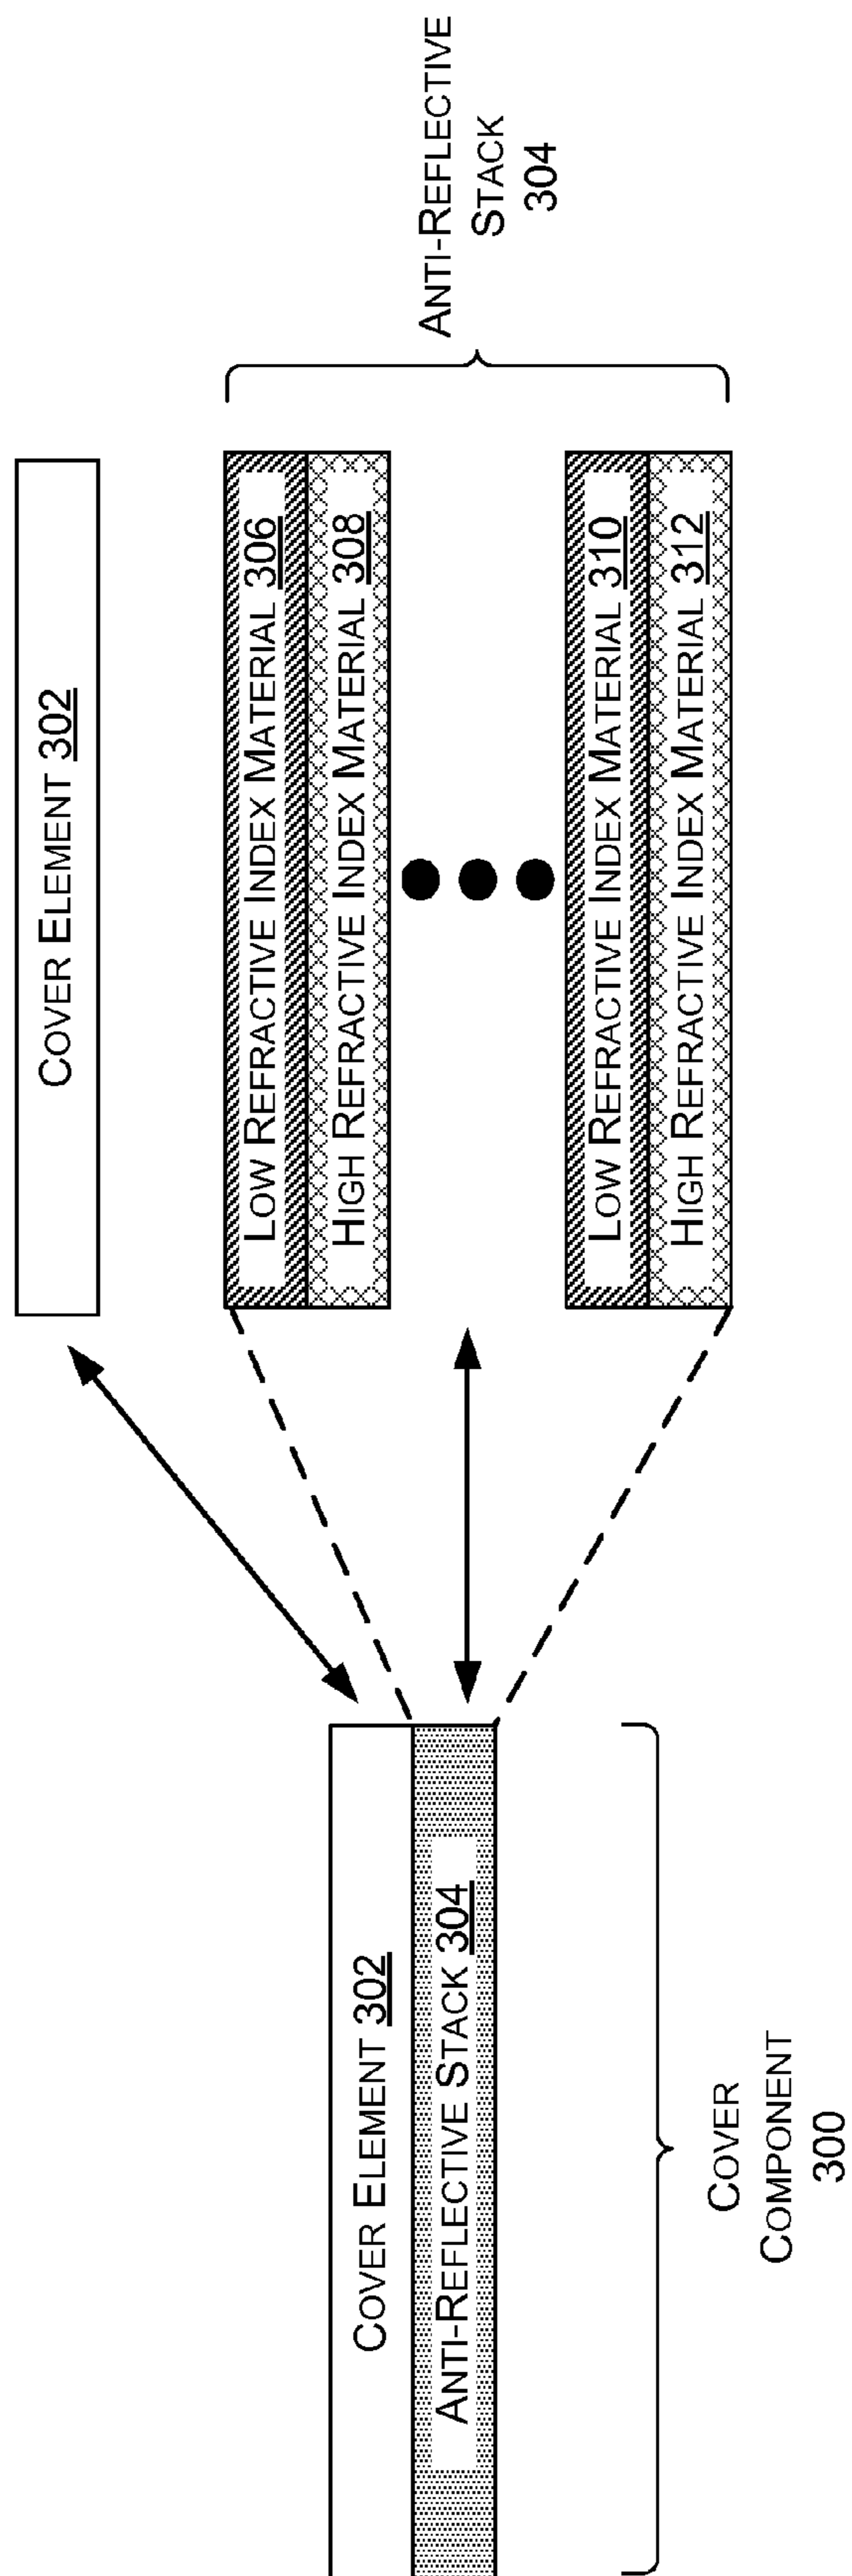 COVER ELEMENT 302
ANTI-REFLECTIVE STACK 304
COVER
COMPONENT
300
COVER ELEMENT 302
LOW REFRACTIVE INDEX MATERIAL 306
HIGH REFRACTIVE INDEX MATERIAL 308
LOW REFRACTIVE INDEX MATERIAL 310
HIGH REFRACTIVE INDEX MATERIAL 312
ANTI-REFLECTIVE
STACK
304